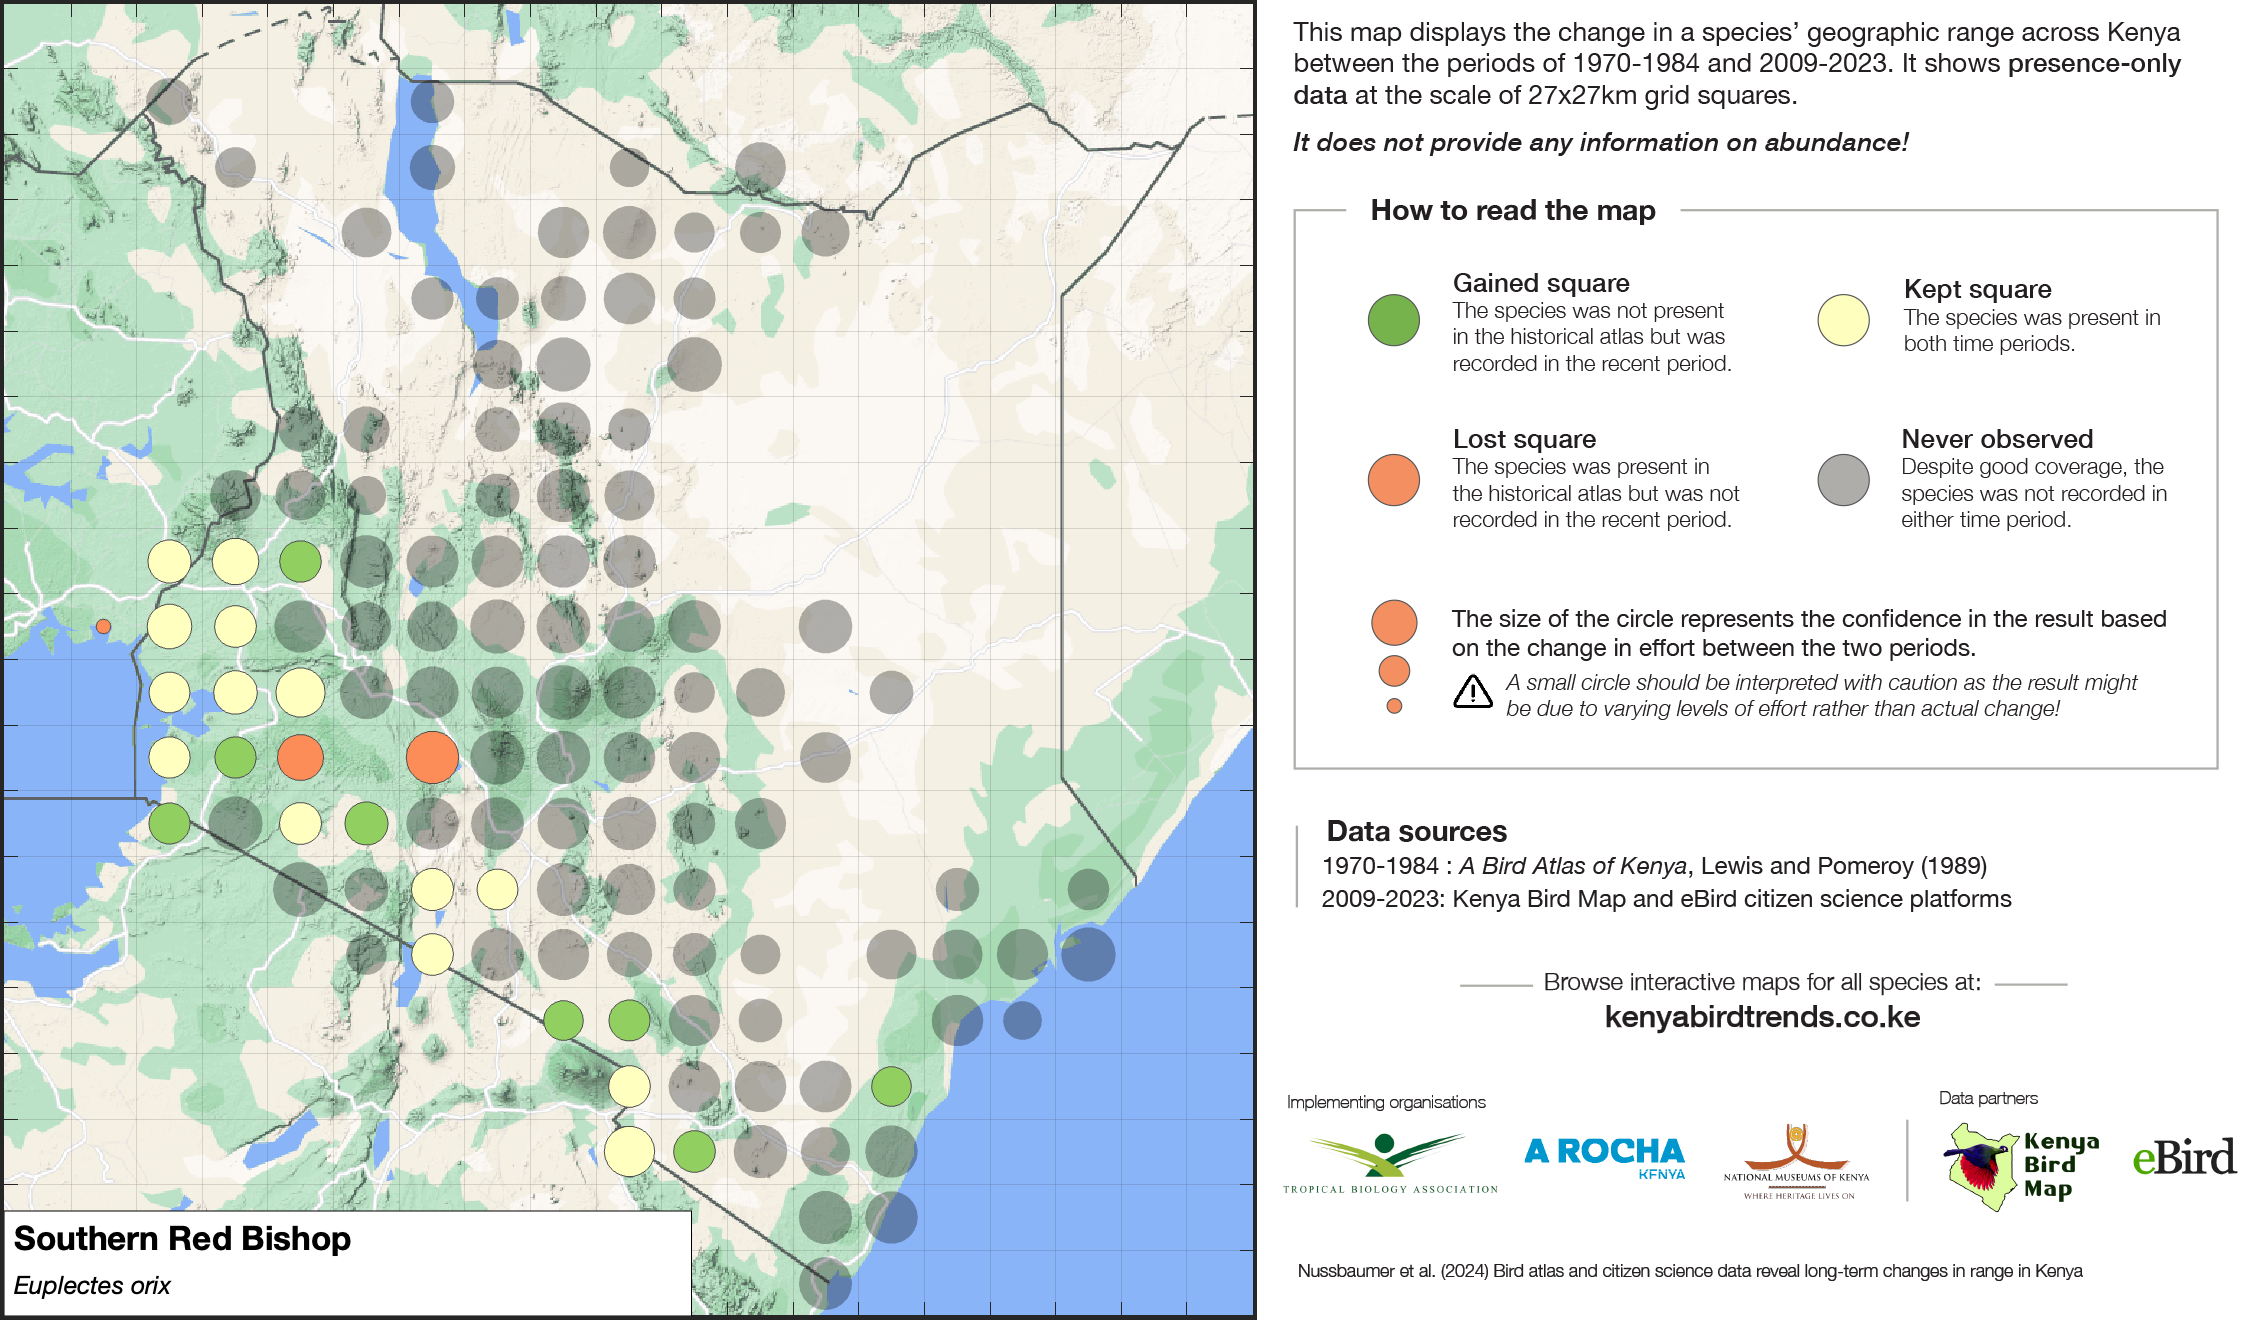 This map displays the change in a species’ geographic range across Kenya
between the periods of 1970-1984 and 2009-2023. It shows presence-only
data at the scale of 27x27km grid squares.
It does not provide any information on abundance!
How to read the map
Gained square
The species was not present
in the historical atlas but was
recorded in the recent period.
Kept square
The species was present in
both time periods.
Lost square
The species was present in
the historical atlas but was not
recorded in the recent period.
Never observed
Despite good coverage, the
species was not recorded in
either time period.
The size of the circle represents the confidence in the result based
on the change in effort between the two periods.
A small circle should be interpreted with caution as the result might
be due to varying levels of effort rather than actual change!
Data sources
1970-1984 : A Bird Atlas of Kenya, Lewis and Pomeroy (1989)
2009-2023: Kenya Bird Map and eBird citizen science platforms
Browse interactive maps for all species at:
kenyabirdtrends.co.ke
Implementing organisations
Data partners
TROPICAL BIOLOGY ASSOCIATION
A ROCHA
KENYA
NATIONAL MUSEUMS OF KENYA
WHERE HERITAGE LIVES ON
Kenya
Bird
Map
eBird
Nussbaumer et al. (2024) Bird atlas and citizen science data reveal long-term changes in range in Kenya
Southern Red Bishop
Euplectes orix